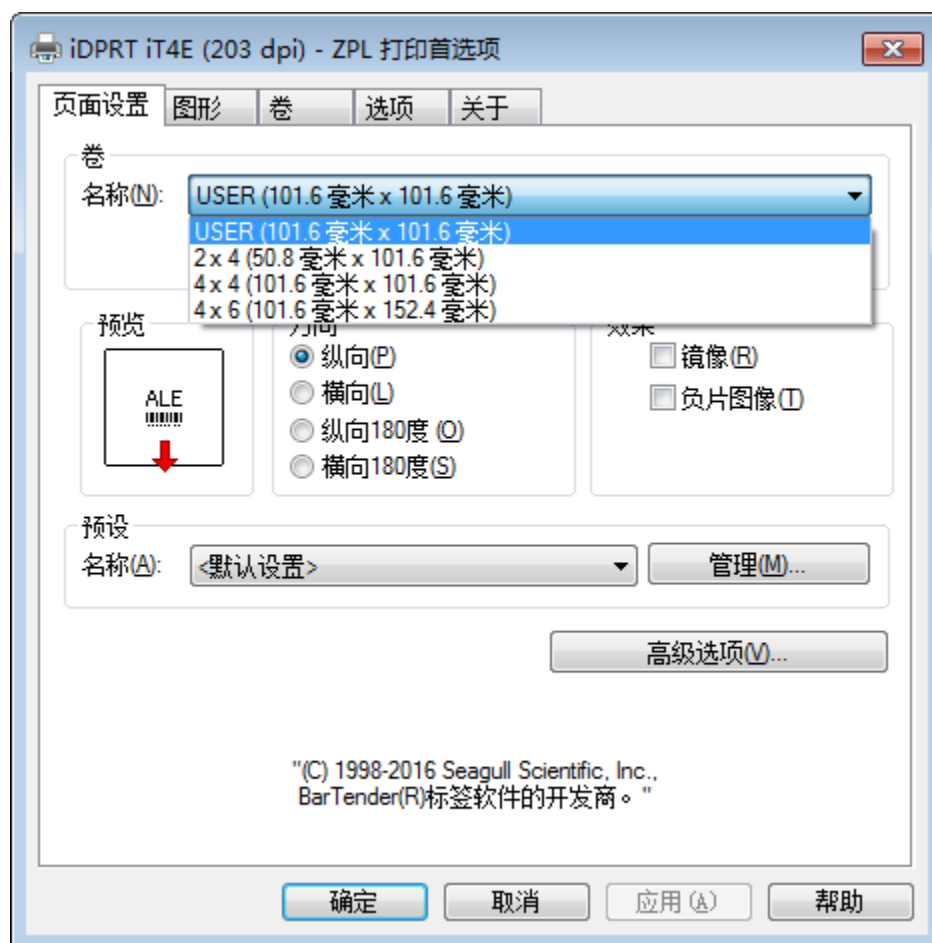 iDPRT iT4E (203 dpi) - ZPL 打印首选项
页面设置 图形 卷 选项 关于
卷
名称(N): USER (101.6 毫米 x 101.6 毫米)
USER (101.6 毫米 x 101.6 毫米)
2 x 4 (50.8 毫米 x 101.6 毫米)
4 x 4 (101.6 毫米 x 101.6 毫米)
4 x 6 (101.6 毫米 x 152.4 毫米)
预览 方向 效果
ALE
纵向(P)
横向(L)
纵向180度 (O)
横向180度(S)
镜像(R)
负片图像(T)
预设
名称(A): <默认设置> 管理(M)...
高级选项(V)...
"(C) 1998-2016 Seagull Scientific, Inc.,
BarTender(R)标签软件的开发商。"
确定 取消 应用(A) 帮助